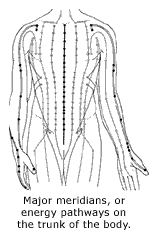 Major meridians, or
energy pathways on
the trunk of the body.